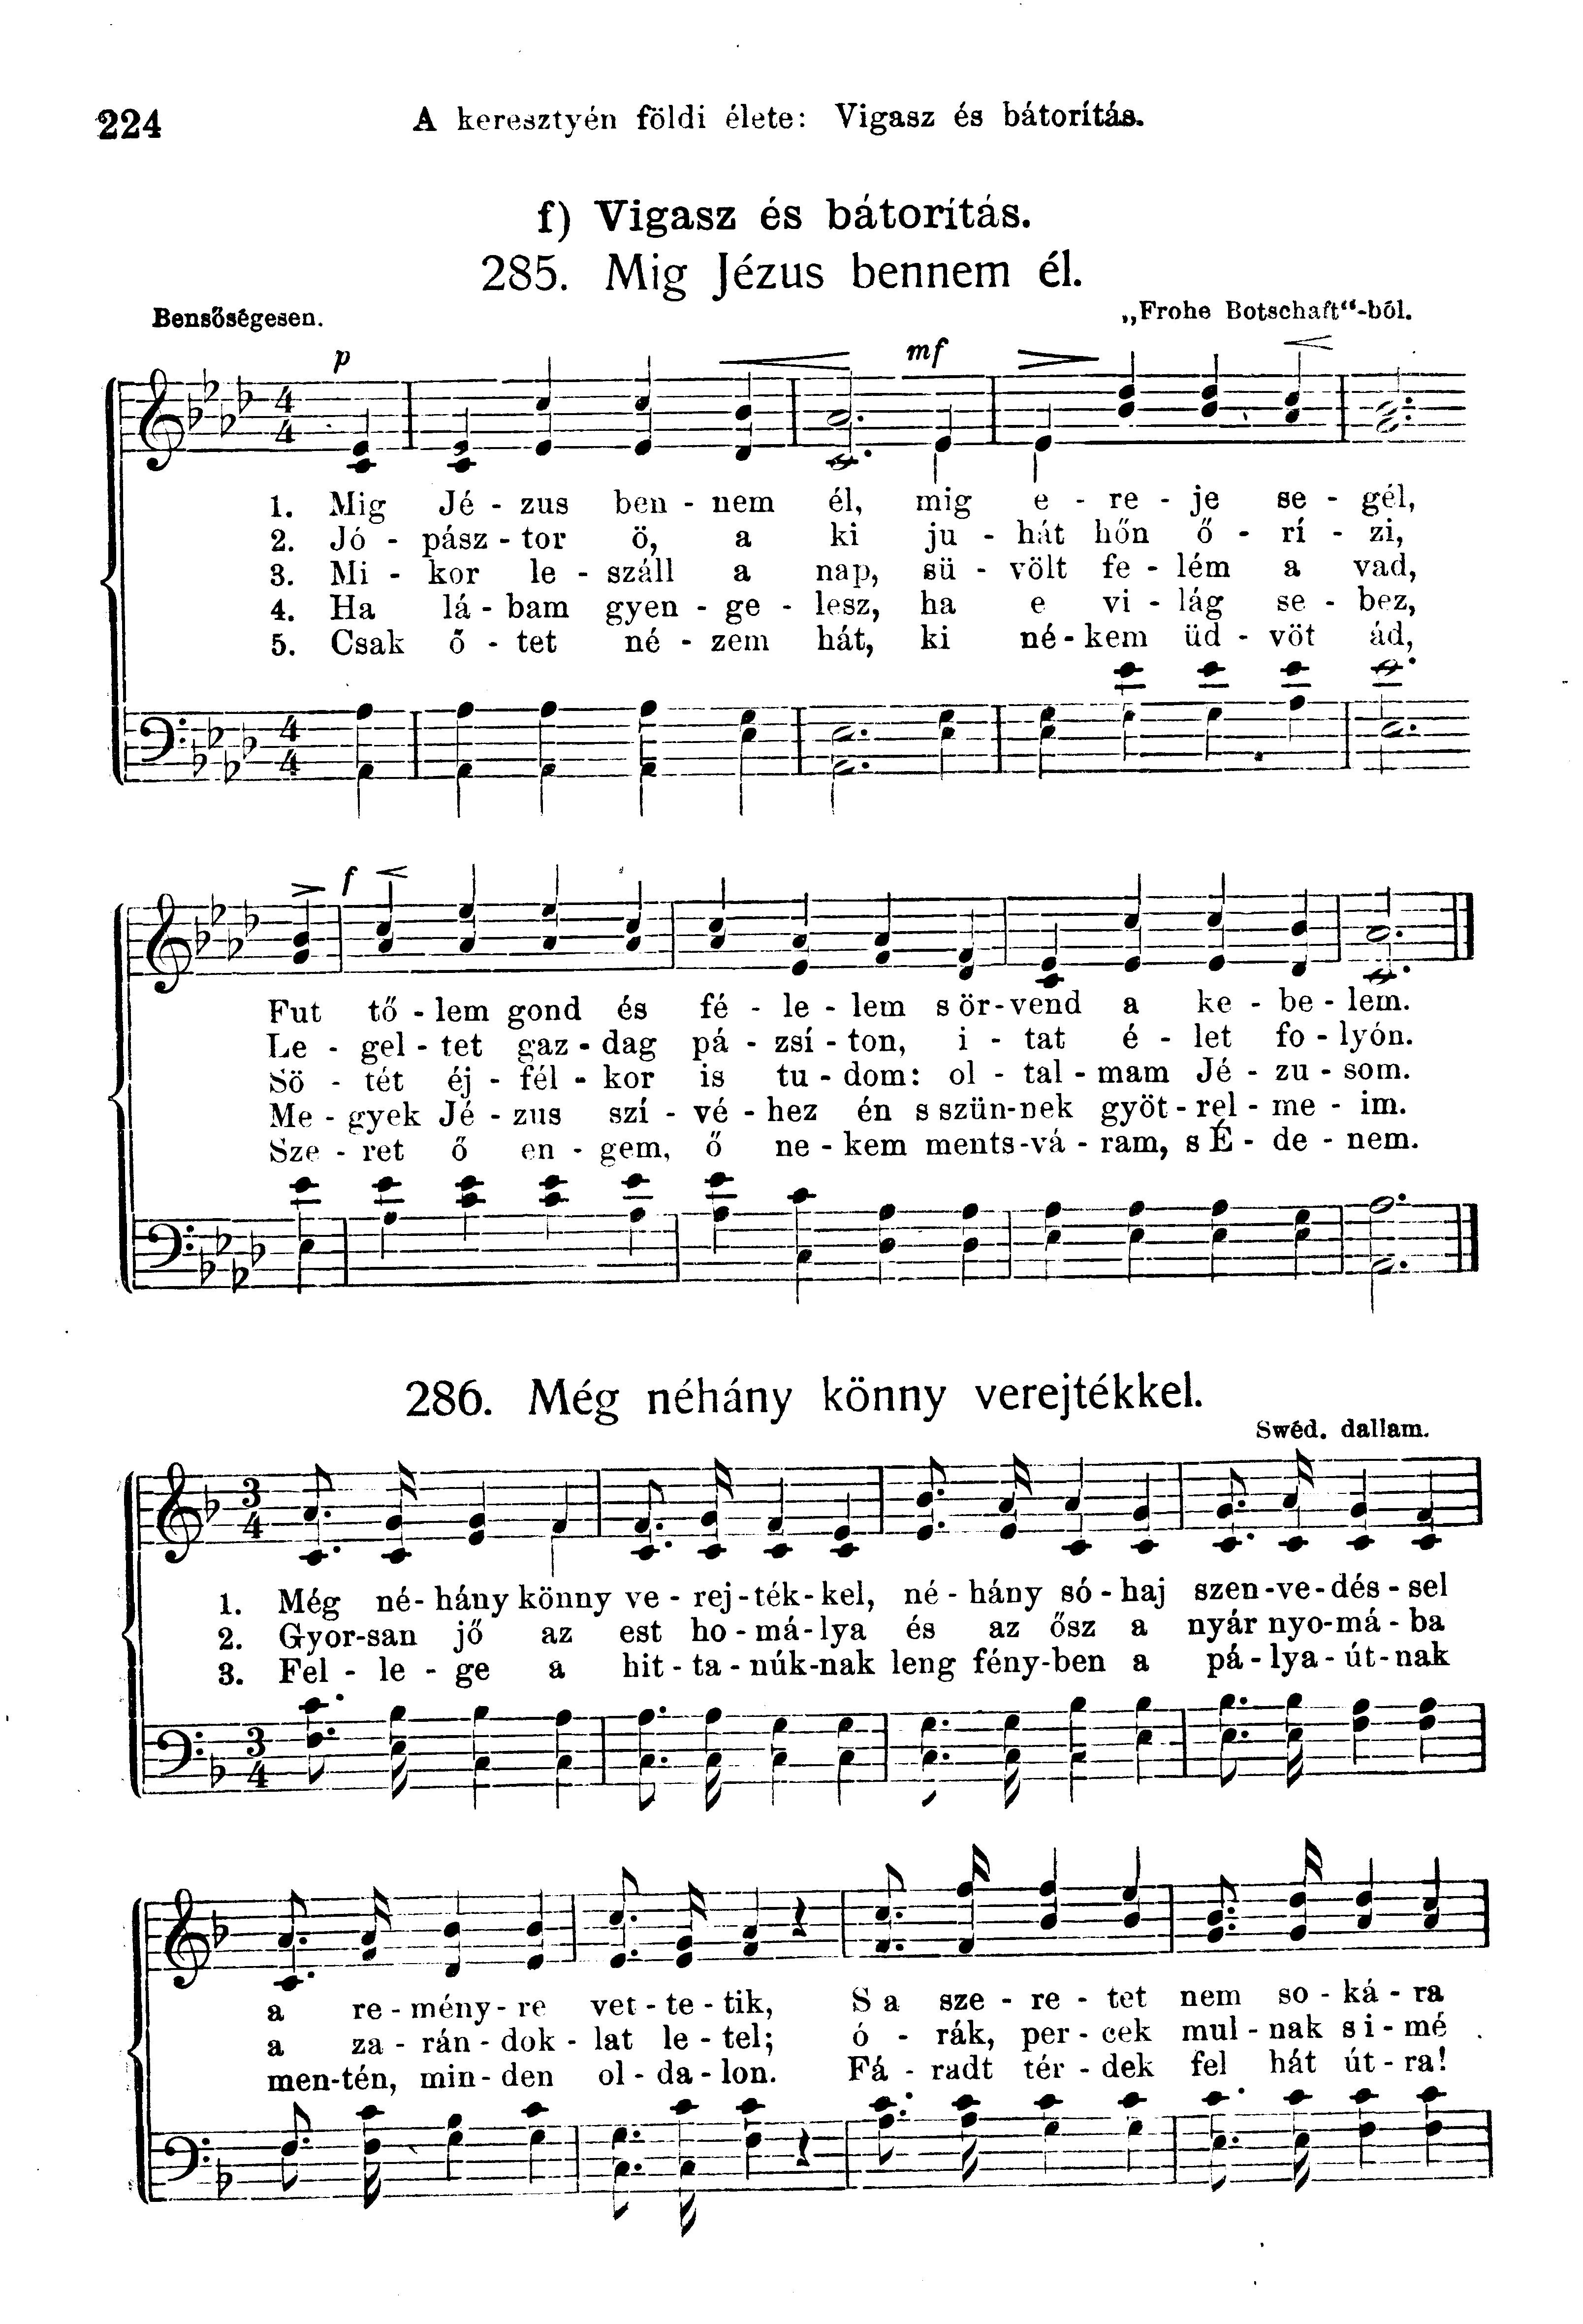 224
A keresztyén földi élete: Vigasz és bátorítás.
f) Vigasz és bátorítás.
285. Mig Jézus bennem él.
Bensőségesen.
„Frohe Botschaft“-ból.
p mf
4 4
1. Mig Jé - zus ben - nem él, mig e - re - je se - gél,
2. Jó - pász - tor ö, a ki ju - hát hőn ő - rí - zi,
3. Mi - kor le - száll a nap, sü - völt fe - lém a vad,
4. Ha lá - bam gyen - ge - lesz, ha e vi - lág se - bez,
5. Csak ő - tet né - zem hát, ki né - kem üd - vöt ád,
4 4
f
Fut tő - lem gond és fé - le - lem s ör - vend a ke - be - lem.
Le - gel - tet gaz - dag pá - zsí - ton, i - tat é - let fo - lyón.
Sö - tét éj - fél - kor is tu - dom: ol - tal - mam Jé - zu - som.
Me - gyek Jé - zus szí - vé - hez én s szün-nek gyöt - rel - me - im.
Sze - ret ő en - gem, ő ne - kem ments-vá - ram, s É - de - nem.
286. Még néhány könny verejtékkel.
Swéd. dallam.
3 4
1. Még né - hány könny ve - rej - ték - kel, né - hány só - haj szen - ve - dés - sel
2. Gyor-san jő az est ho - má - lya és az ősz a nyár nyo-má - ba
3. Fel - le - ge a hit - ta - núk-nak leng fény-ben a pá - lya - út - nak
3 4
a re - mény - re vet - te - tik, S a sze - re - tet nem so - ká - ra
a za - rán - dok - lat le - tel; ó - rák, per - cek mul - nak s i - mé
men-tén, min - den ol - da - lon. Fá - radt tér - dek fel hát út - ra!